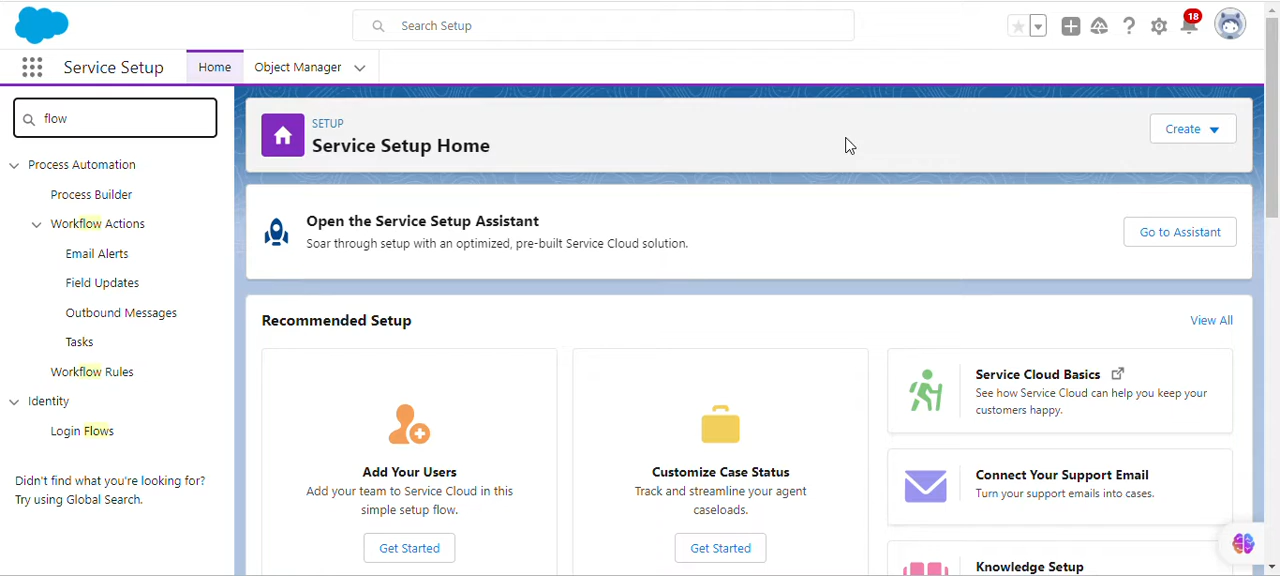 Search Setup
18
Service Setup
Home
Object Manager
flow
Process Automation
Process Builder
Workflow Actions
Email Alerts
Field Updates
Outbound Messages
Tasks
Workflow Rules
Identity
Login Flows
Didn't find what you're looking for?
Try using Global Search.
SETUP
Service Setup Home
Create
Open the Service Setup Assistant
Soar through setup with an optimized, pre-built Service Cloud solution.
Go to Assistant
Recommended Setup
View All
Add Your Users
Add your team to Service Cloud in this
simple setup flow.
Get Started
Customize Case Status
Track and streamline your agent
caseloads.
Get Started
Service Cloud Basics
See how Service Cloud can help you keep your
customers happy.
Connect Your Support Email
Turn your support emails into cases.
Knowledge Setup